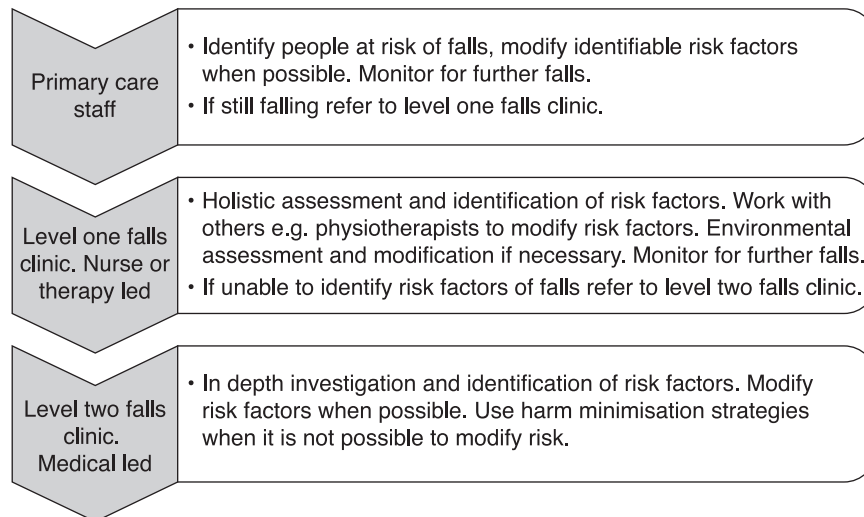 Primary care
staff
• Identify people at risk of falls, modify identifiable risk factors
when possible. Monitor for further falls.
• If still falling refer to level one falls clinic.
Level one falls
clinic. Nurse or
therapy led
• Holistic assessment and identification of risk factors. Work with
others e.g. physiotherapists to modify risk factors. Environmental
assessment and modification if necessary. Monitor for further falls.
• If unable to identify risk factors of falls refer to level two falls clinic.
Level two falls
clinic.
Medical led
• In depth investigation and identification of risk factors. Modify
risk factors when possible. Use harm minimisation strategies
when it is not possible to modify risk.